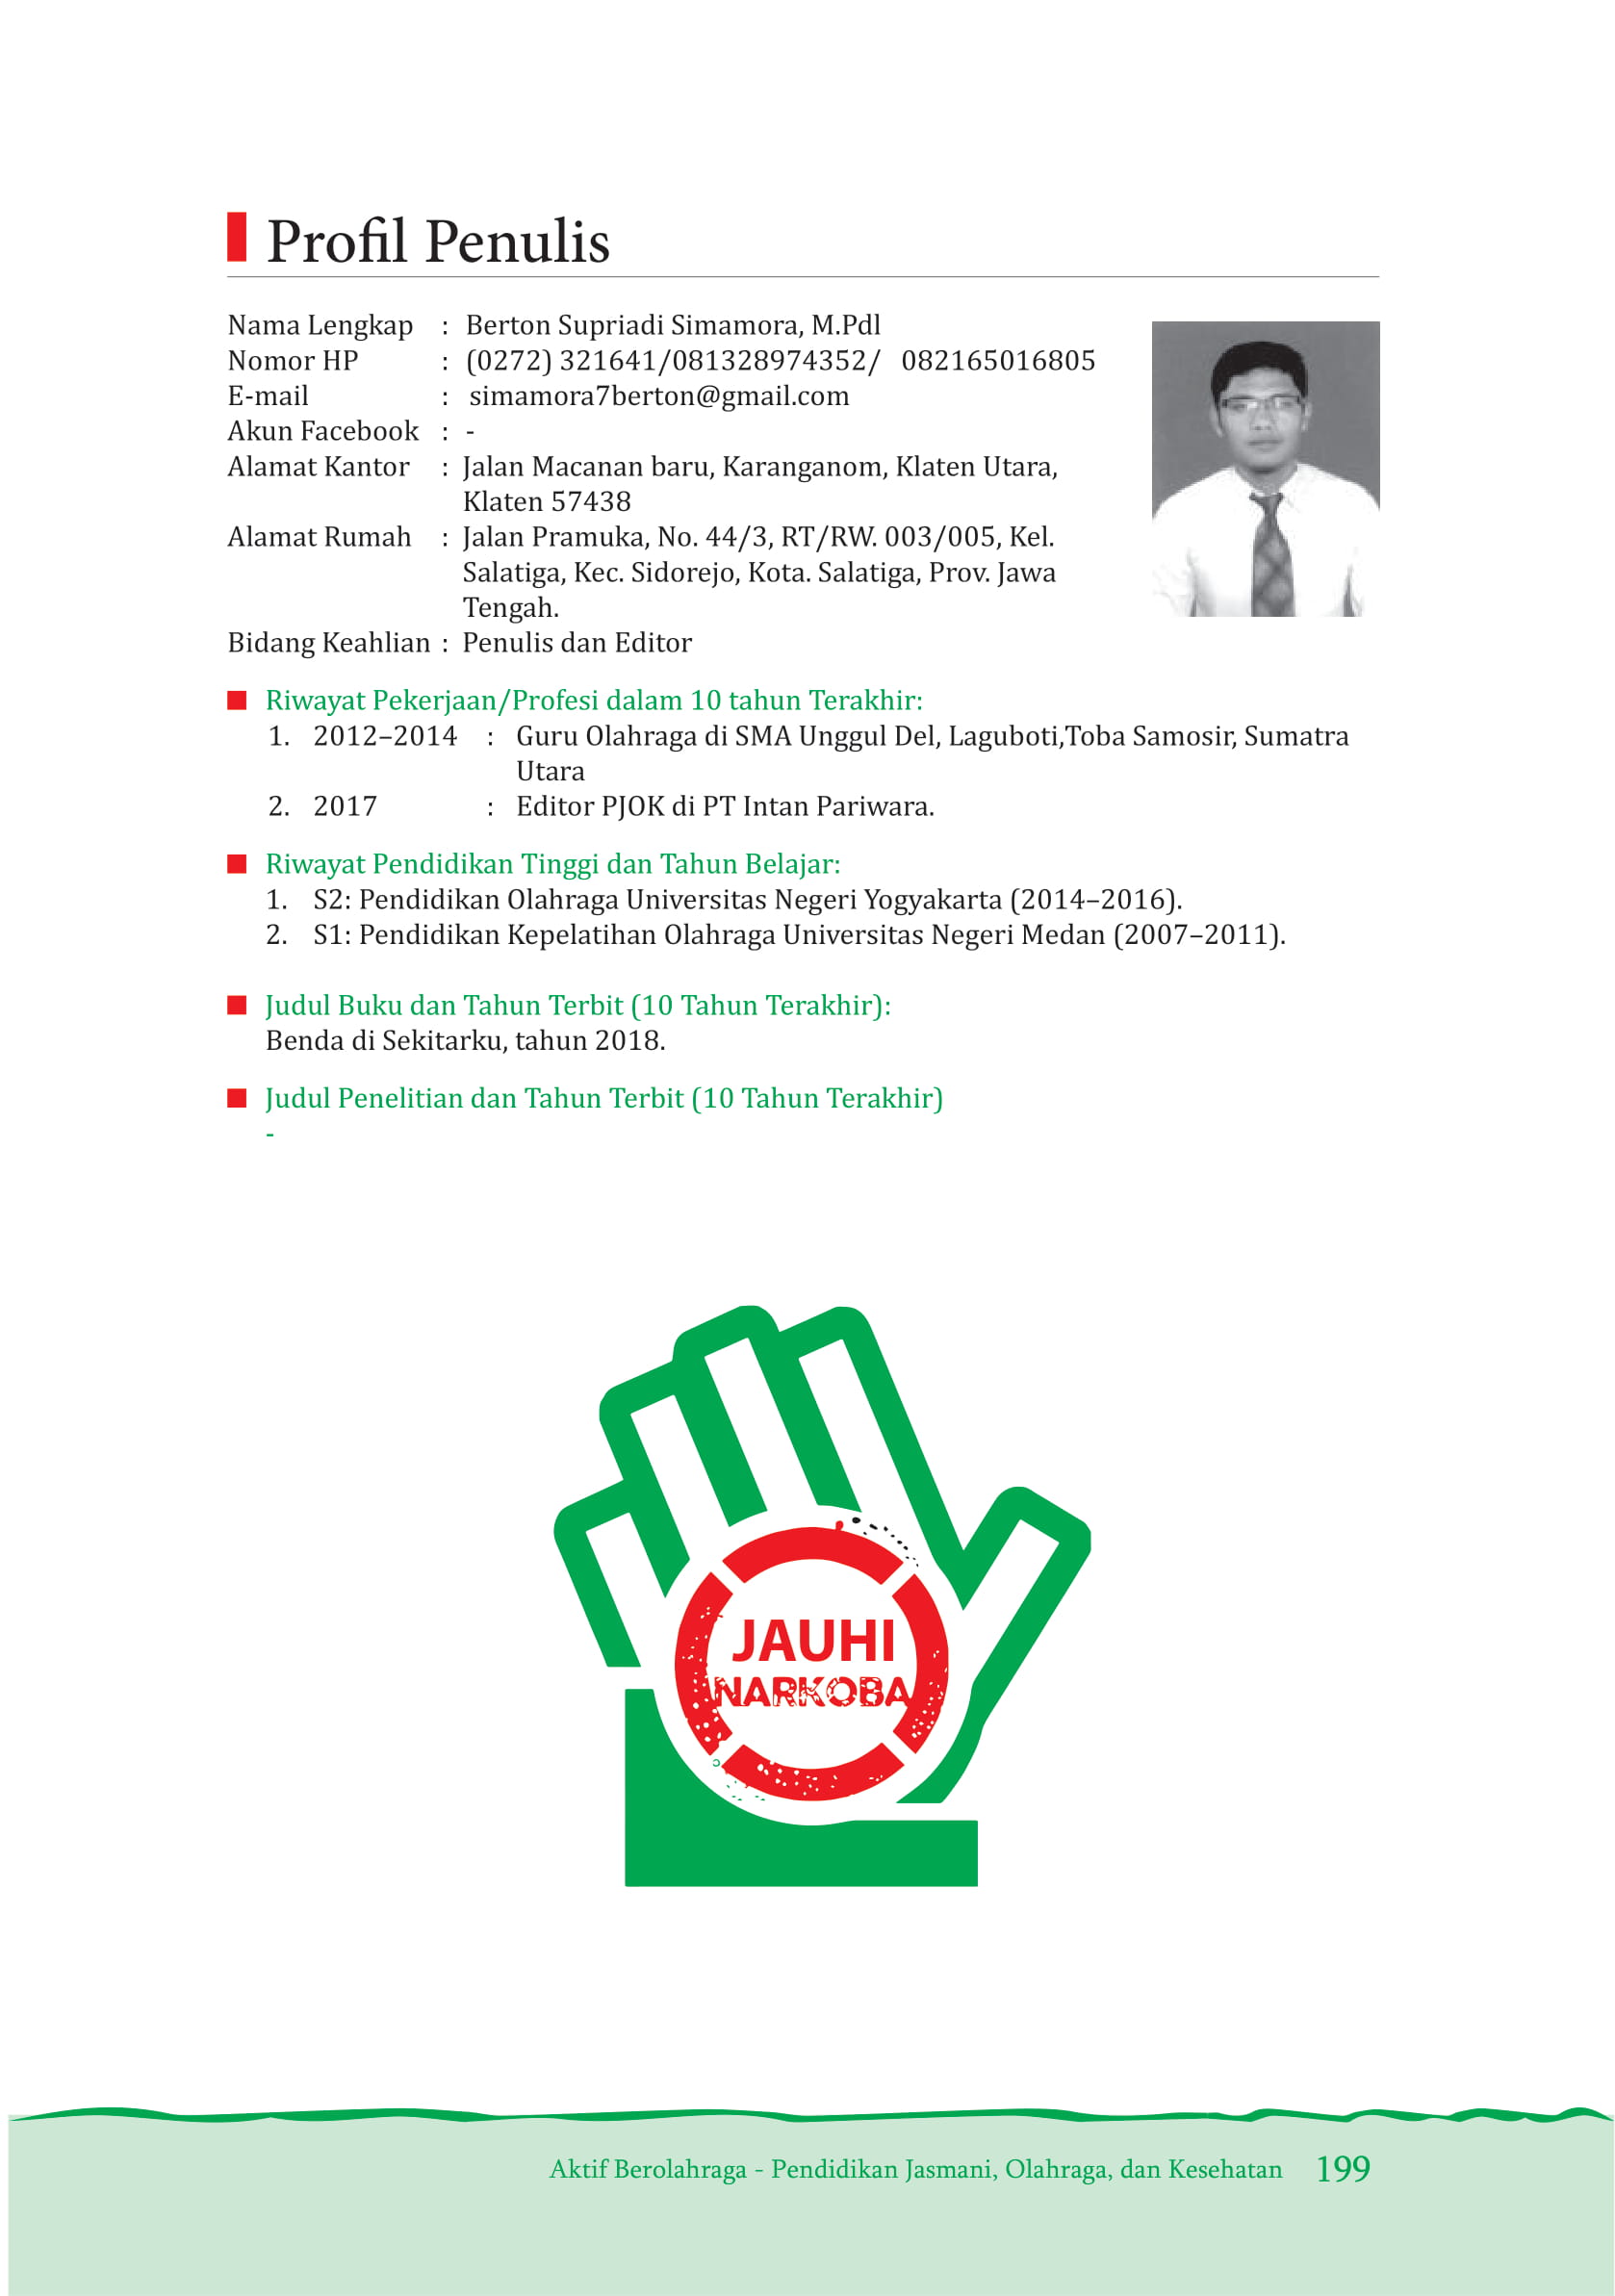 Profil Penulis
Nama Lengkap : Berton Supriadi Simamora, M.Pdl
Nomor HP : (0272) 321641/081328974352/ 082165016805
E-mail : simamora7berton@gmail.com
Akun Facebook : -
Alamat Kantor : Jalan Macanan baru, Karanganom, Klaten Utara,
Klaten 57438
Alamat Rumah : Jalan Pramuka, No. 44/3, RT/RW. 003/005, Kel.
Salatiga, Kec. Sidorejo, Kota. Salatiga, Prov. Jawa
Tengah.
Bidang Keahlian : Penulis dan Editor
Riwayat Pekerjaan/Profesi dalam 10 tahun Terakhir:
1. 2012–2014 : Guru Olahraga di SMA Unggul Del, Laguboti,Toba Samosir, Sumatra
Utara
2. 2017 : Editor PJOK di PT Intan Pariwara.
Riwayat Pendidikan Tinggi dan Tahun Belajar:
1. S2: Pendidikan Olahraga Universitas Negeri Yogyakarta (2014–2016).
2. S1: Pendidikan Kepelatihan Olahraga Universitas Negeri Medan (2007–2011).
Judul Buku dan Tahun Terbit (10 Tahun Terakhir):
Benda di Sekitarku, tahun 2018.
Judul Penelitian dan Tahun Terbit (10 Tahun Terakhir)
-
JAUHI
NARKOBA
Aktif Berolahraga - Pendidikan Jasmani, Olahraga, dan Kesehatan 199